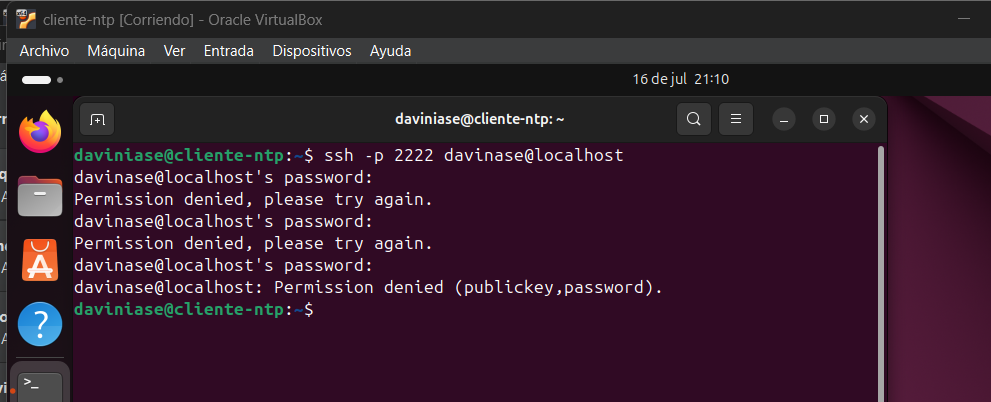 cliente-ntp [Corriendo] - Oracle VirtualBox
Archivo Máquina Ver Entrada Dispositivos Ayuda
16 de jul 21:10
daviniase@cliente-ntp: ~
daviniase@cliente-ntp:~$ ssh -p 2222 davinase@localhost
davinase@localhost's password:
Permission denied, please try again.
davinase@localhost's password:
Permission denied, please try again.
davinase@localhost's password:
davinase@localhost: Permission denied (publickey,password).
daviniase@cliente-ntp:~$